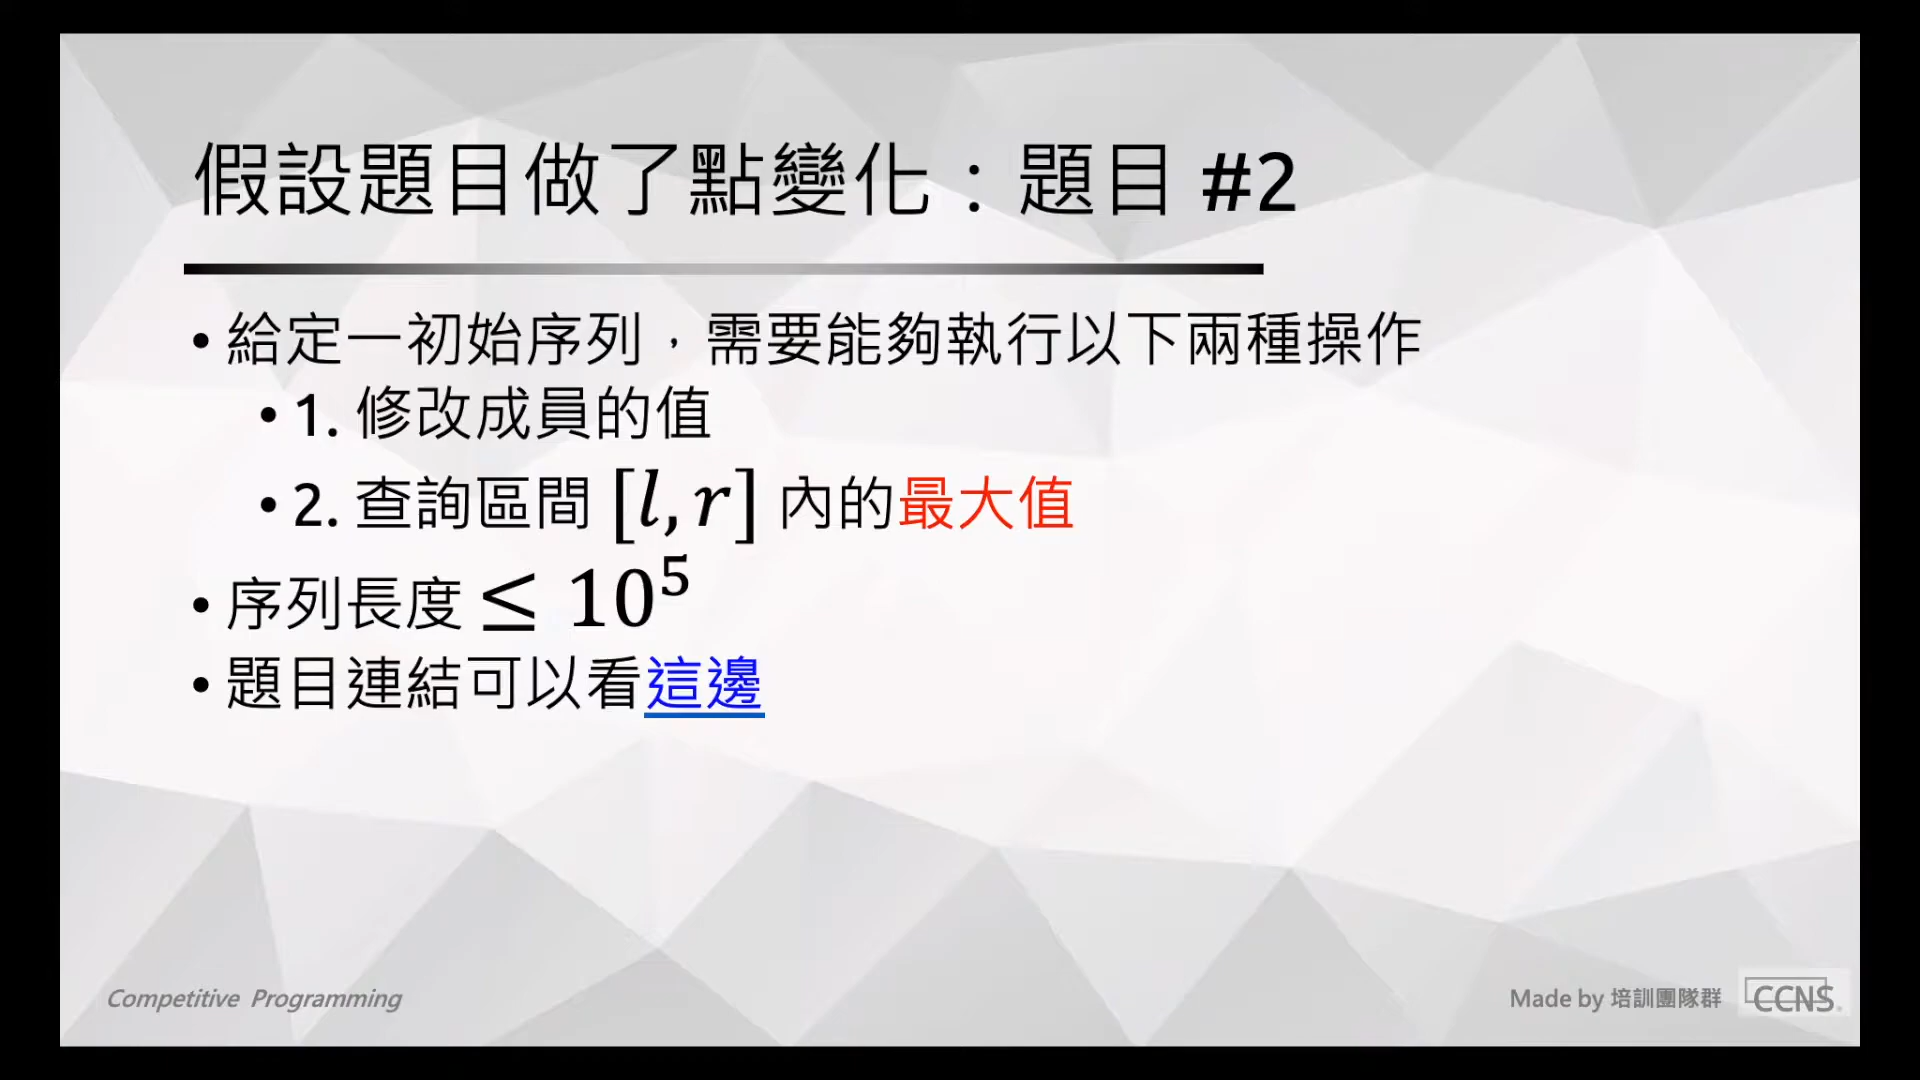 假設題目做了點變化：題目 #2
• 給定一初始序列，需要能夠執行以下兩種操作
• 1. 修改成員的值
• 2. 查詢區間 [l, r] 內的最大值
• 序列長度 ≤ 10⁵
• 題目連結可以看這邊
Competitive Programming
Made by 培訓團隊群
CCNS